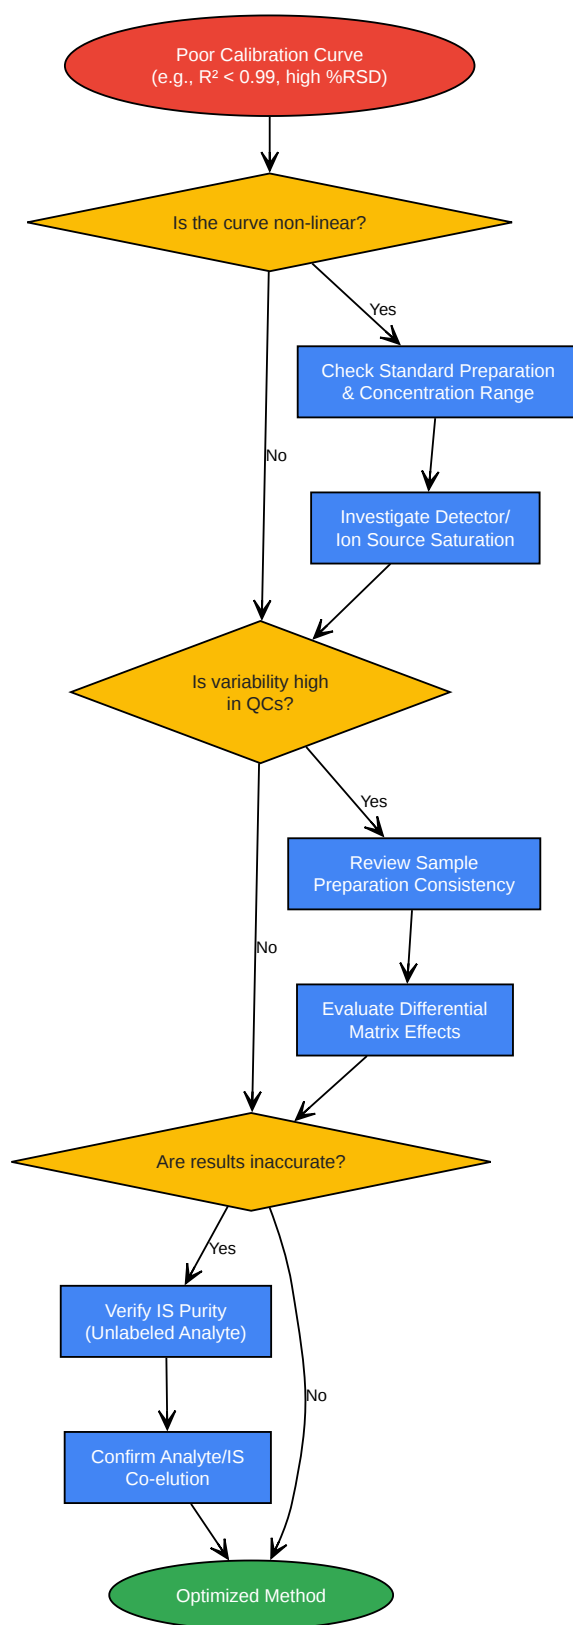 Poor Calibration Curve
(e.g., R² < 0.99, high %RSD)
Is the curve non-linear?
Yes
Check Standard Preparation
& Concentration Range
No
Investigate Detector/
Ion Source Saturation
Is variability high
in QCs?
Yes
Review Sample
Preparation Consistency
No
Evaluate Differential
Matrix Effects
Are results inaccurate?
Yes
Verify IS Purity
(Unlabeled Analyte)
No
Confirm Analyte/IS
Co-elution
Optimized Method